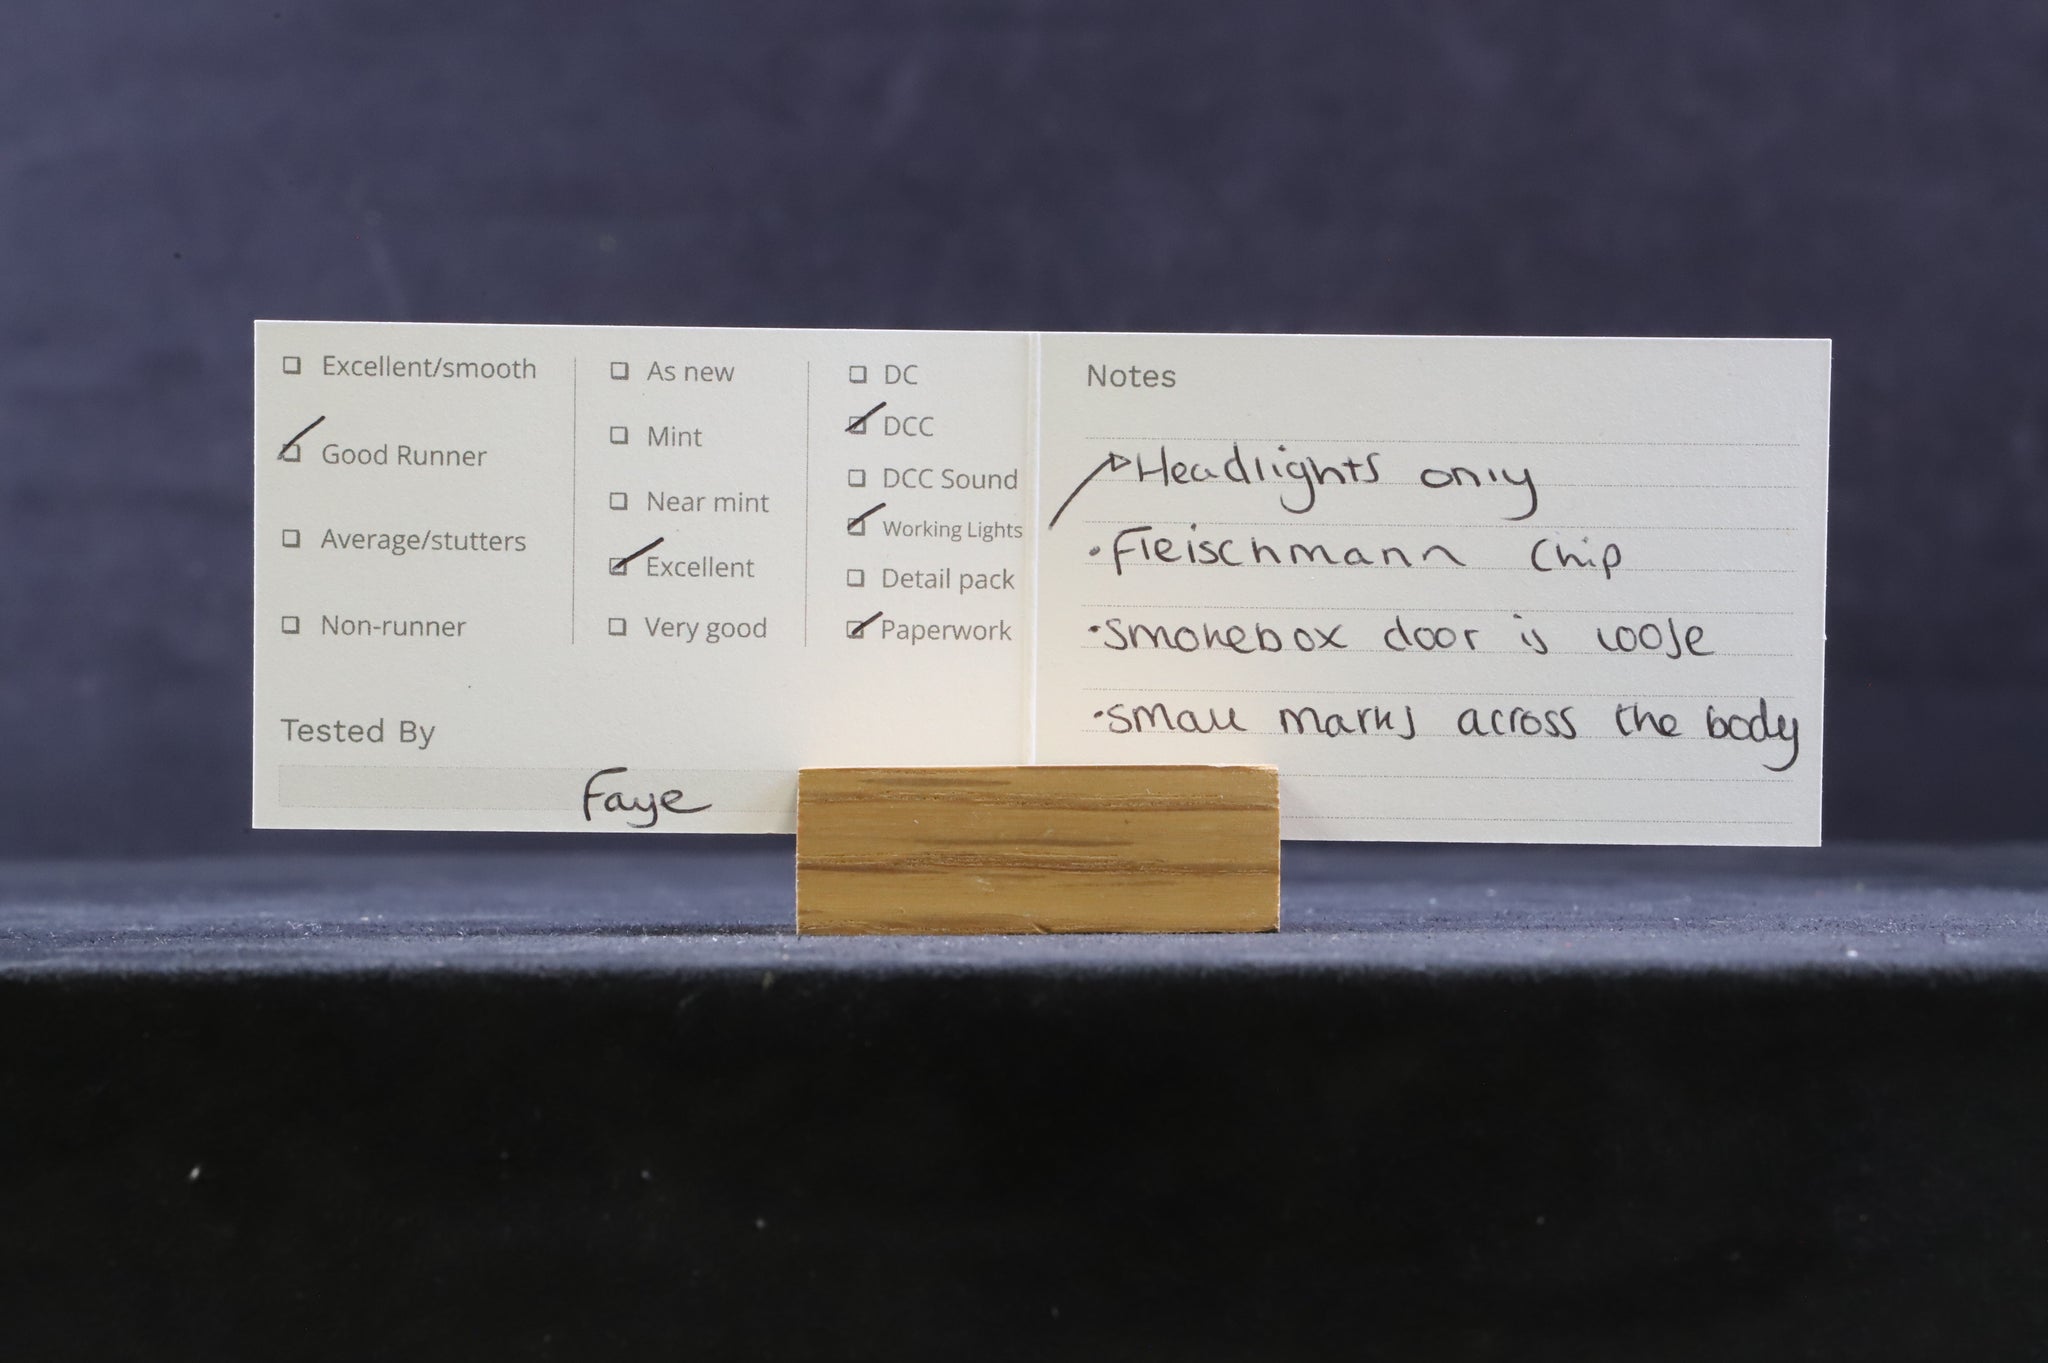 Excellent/smooth
Good Runner
Average/stutters
Non-runner
As new
Mint
Near mint
Excellent
Very good
DC
DCC
DCC Sound
Working Lights
Detail pack
Paperwork
Tested By
Faye
Notes
Headlights only
• Fleischmann Chip
• Smokebox door is loose
• Small marks across the body